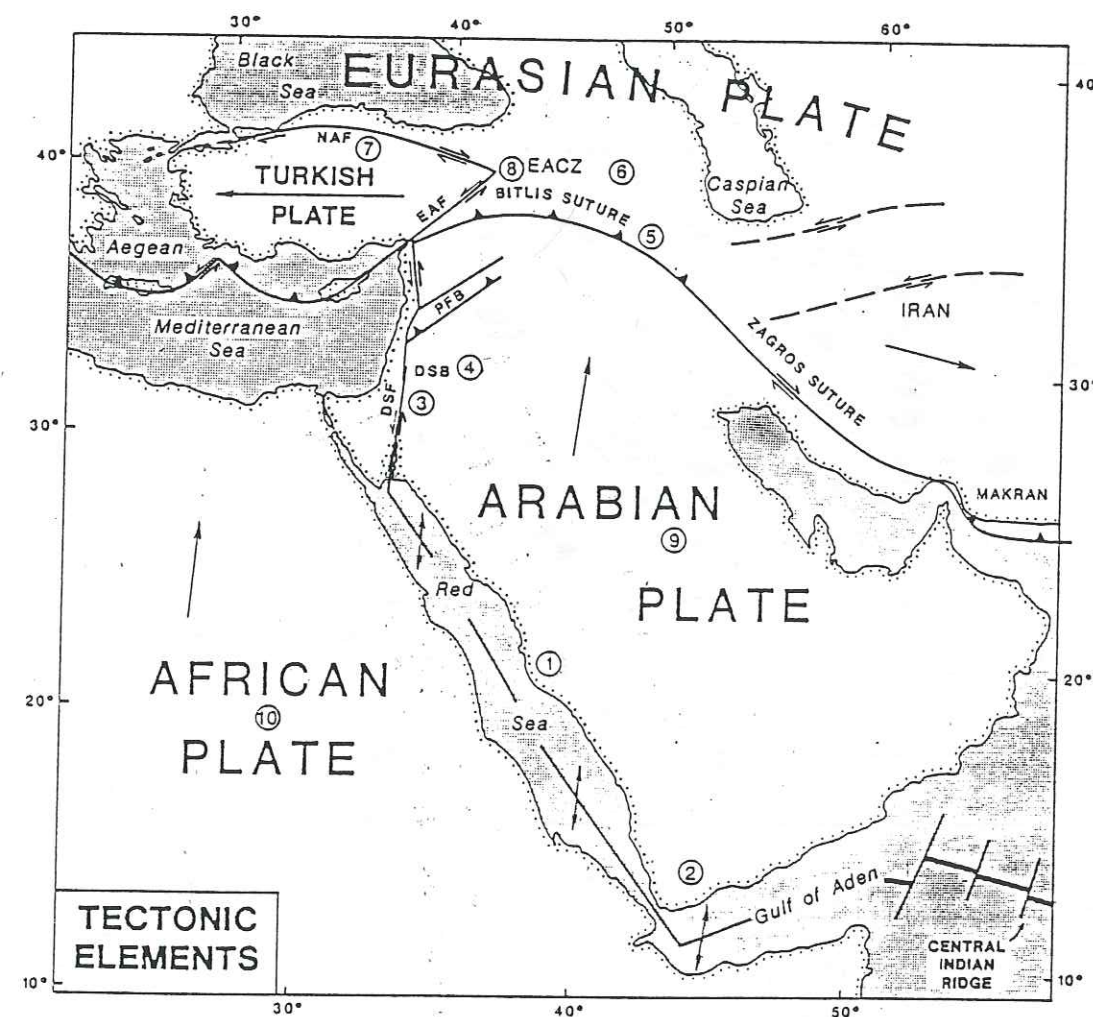 30°
40°
50°
60°
Black
Sea
EURASIAN PLATE
40°
40°
NAF
⑦
⑧ EACZ
⑥
TURKISH
PLATE
EAF
BITLIS SUTURE
⑤
Caspian
Sea
Aegean
PFB
IRAN
Mediterranean
Sea
ZAGROS SUTURE
DSB ④
DSF
③
30°
30°
MAKRAN
ARABIAN
⑨
PLATE
Red
Sea
①
AFRICAN
⑩
PLATE
20°
20°
②
Gulf of Aden
TECTONIC
ELEMENTS
CENTRAL
INDIAN
RIDGE
10°
10°
30°
40°
50°